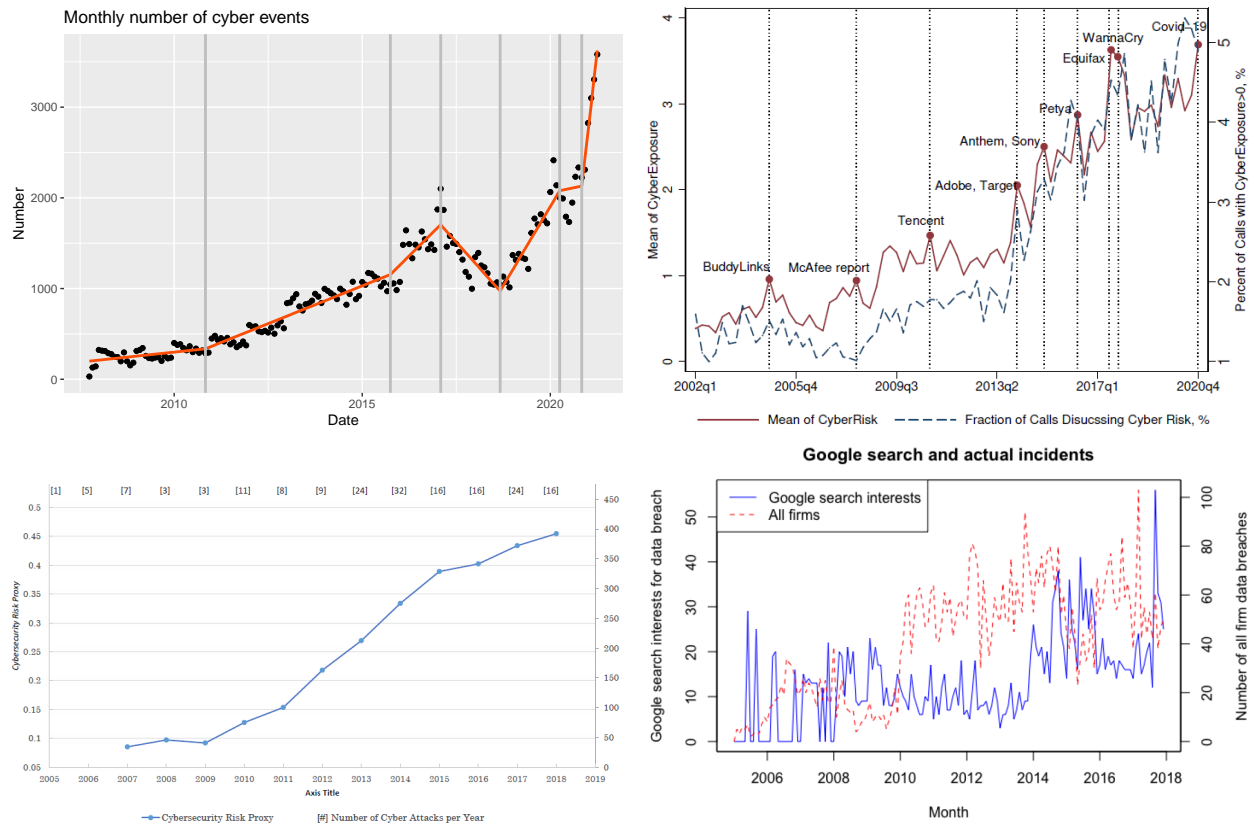 Monthly number of cyber events
Number
3000
2000
1000
0
2010
2015
2020
Date
Mean of CyberExposure
4
3
2
1
0
BuddyLinks
McAfee report
Tencent
Adobe, Target
Anthem, Sony
Petya
Equifax
WannaCry
Covid-19
5
4
3
2
1
Percent of Calls with CyberExposure>0, %
2002q1
2005q4
2009q3
2013q2
2017q1
2020q4
Mean of CyberRisk
Fraction of Calls Disucssing Cyber Risk, %
[1] [5] [7] [3] [3] [11] [8] [9] [24] [32] [16] [16] [24] [16]
Cybersecurity Risk Proxy
0.5
0.45
0.4
0.35
0.3
0.25
0.2
0.15
0.1
0.05
450
400
350
300
250
200
150
100
50
0
2005 2006 2007 2008 2009 2010 2011 2012 2013 2014 2015 2016 2017 2018 2019
Axis Title
Cybersecurity Risk Proxy
[#] Number of Cyber Attacks per Year
Google search and actual incidents
Google search interests
All firms
Google search interests for data breach
50
40
30
20
10
0
100
80
60
40
20
0
Number of all firm data breaches
2006 2008 2010 2012 2014 2016 2018
Month